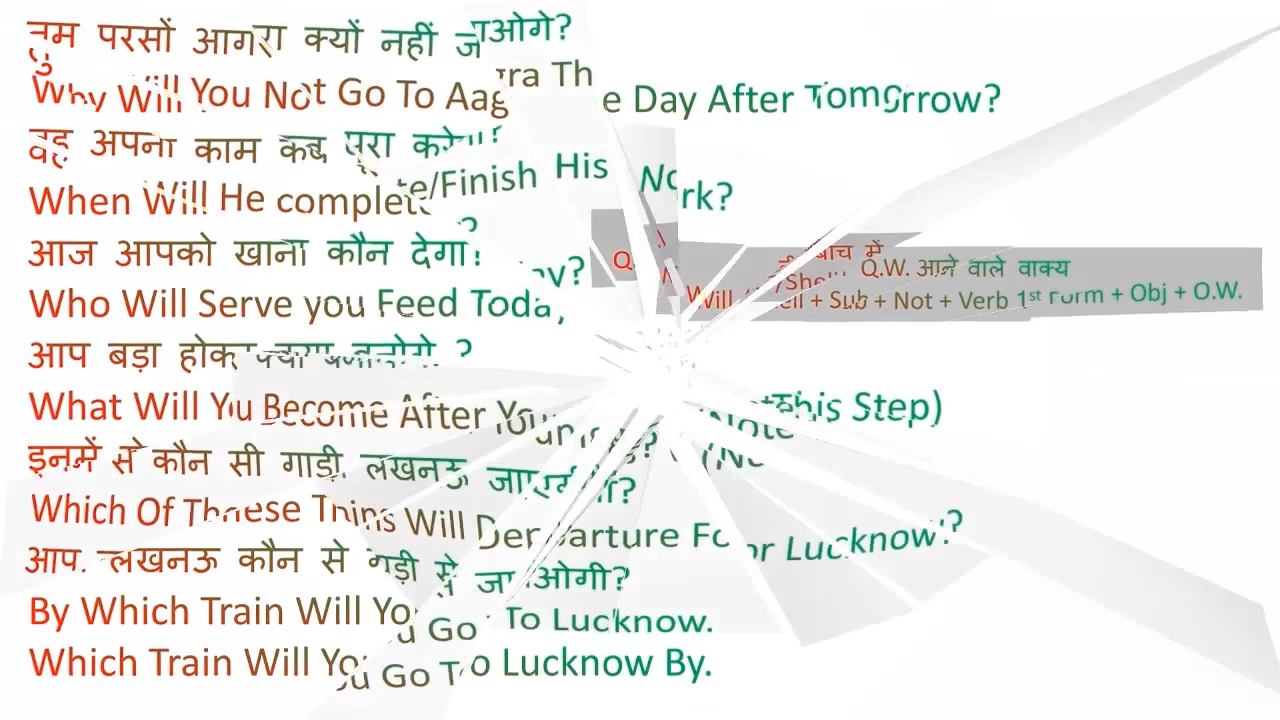 तुम परसों आगरा क्यों नहीं जाओगे?
Why Will You Not Go To Aagra The Day After Tomorrow?
वह अपना काम कब पूरा करेगा?
When Will He complete/Finish His Work?
आज आपको खाना कौन देगा?
Who Will Serve you Feed Today?
Q.W. आने वाले वाक्य
Will / Shell + Sub + Not + Verb 1st Form + Obj + O.W.
आप बड़ा होकर क्या ?
What Will You Become After Your This Step)
इनमें से कौन सी गाड़ी लखनऊ जाएगी?
Which Of These Will Departure For Lucknow?
आप लखनऊ कौन से गाड़ी से जाओगी?
By Which Train Will You Go To Lucknow.
Which Train Will You Go To Lucknow By.